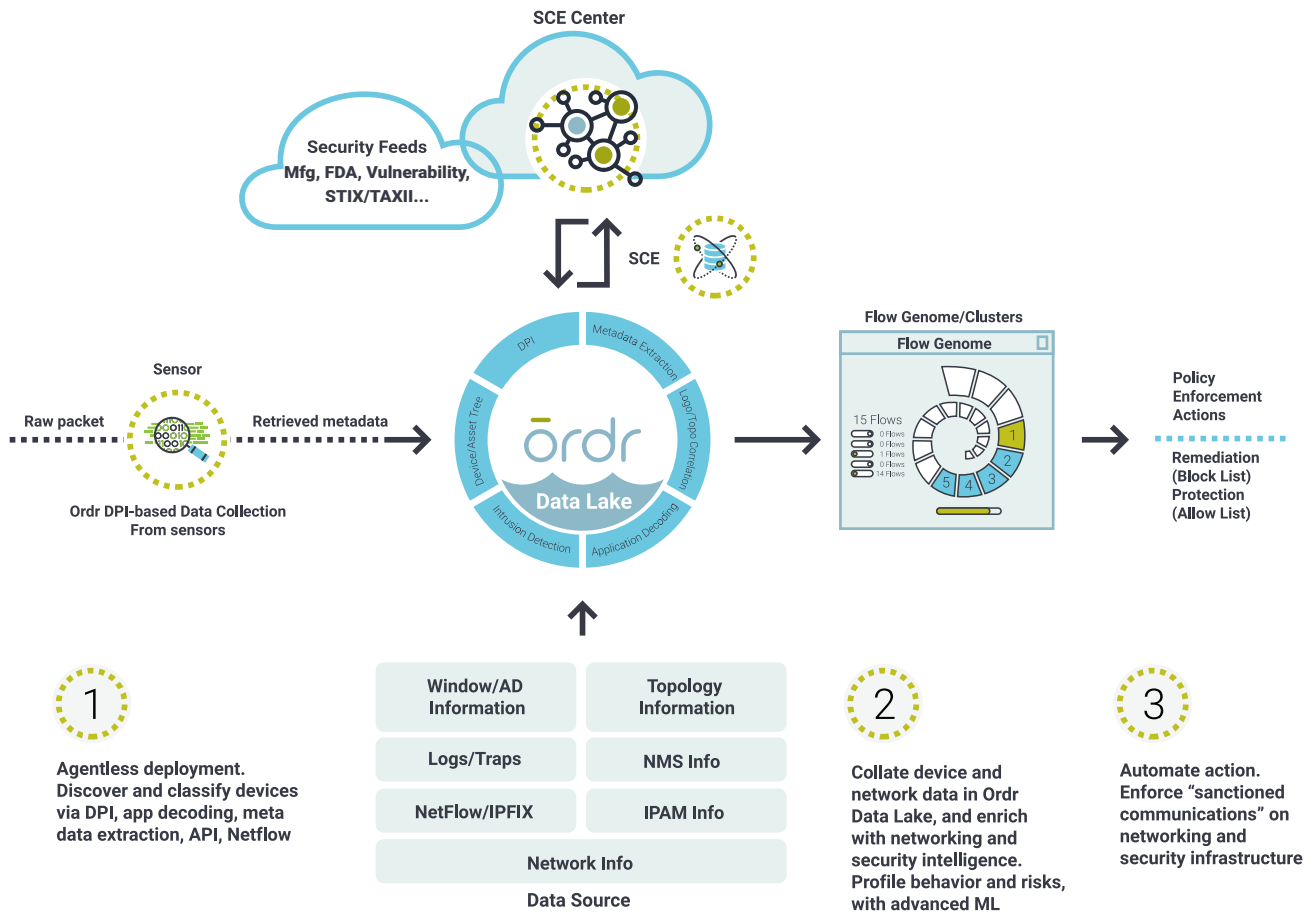 SCE Center
Security Feeds
Mfg, FDA, Vulnerability,
STIX/TAXII...
SCE
Sensor
Raw packet
Retrieved metadata
Ordr DPI-based Data Collection
From sensors
DPI
Metadata Extraction
Logo/Topo Correlation
Application Decoding
Intrusion Detection
Device/Asset Tree
ōrdr
Data Lake
Flow Genome/Clusters
Flow Genome
15 Flows
0 Flows
0 Flows
1 Flows
0 Flows
14 Flows
1
2
3
4
5
Policy
Enforcement
Actions
Remediation
(Block List)
Protection
(Allow List)
1
Agentless deployment.
Discover and classify devices
via DPI, app decoding, meta
data extraction, API, Netflow
Window/AD
Information
Topology
Information
Logs/Traps
NMS Info
NetFlow/IPFIX
IPAM Info
Network Info
Data Source
2
Collate device and
network data in Ordr
Data Lake, and enrich
with networking and
security intelligence.
Profile behavior and risks,
with advanced ML
3
Automate action.
Enforce “sanctioned
communications” on
networking and
security infrastructure